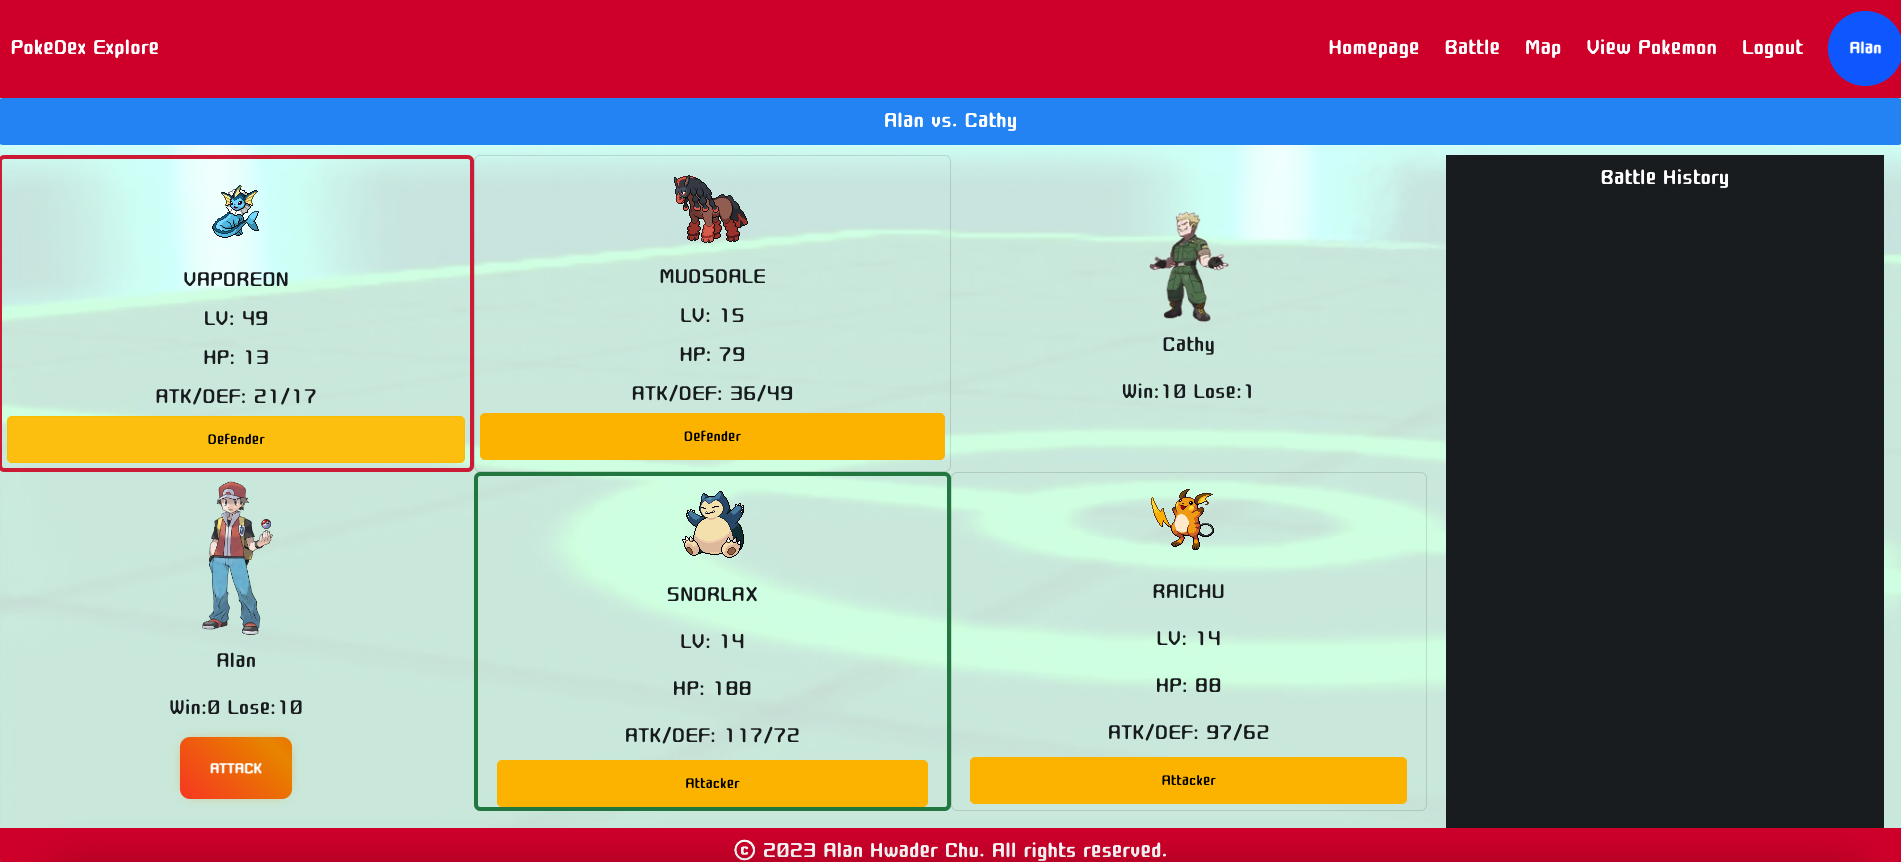 PokeDex Explore
Homepage Battle Map View Pokemon Logout Alan
Alan vs. Cathy
VAPOREON
LV: 49
HP: 13
ATK/DEF: 21/17
Defender
MUDSDALE
LV: 15
HP: 79
ATK/DEF: 36/49
Defender
Cathy
Win:10 Lose:1
Battle History
Alan
Win:0 Lose:10
ATTACK
SNORLAX
LV: 14
HP: 188
ATK/DEF: 117/72
Attacker
RAICHU
LV: 14
HP: 88
ATK/DEF: 97/62
Attacker
© 2023 Alan Hwader Chu. All rights reserved.